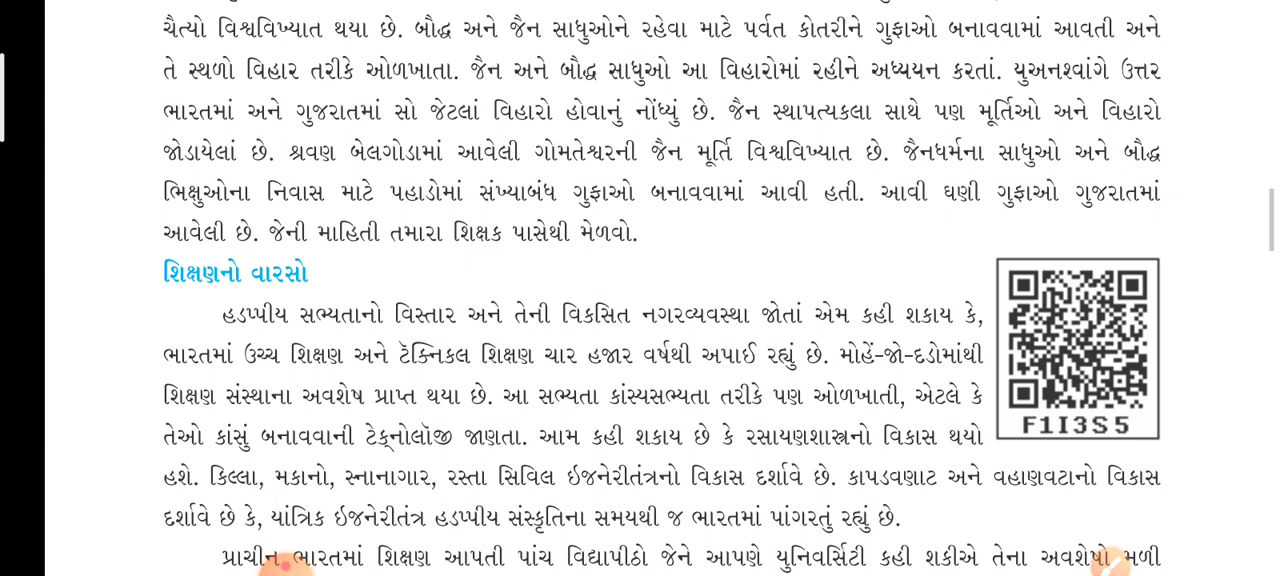 ચૈત્યો વિશ્વવિખ્યાત થયા છે. બૌદ્ધ અને જૈન સાધુઓને રહેવા માટે પર્વત કોતરીને ગુફાઓ બનાવવામાં આવતી અને
તે સ્થળો વિહાર તરીકે ઓળખાતા. જૈન અને બૌદ્ધ સાધુઓ આ વિહારોમાં રહીને અધ્યયન કરતાં. યુઅનશ્વાંગે ઉત્તર
ભારતમાં અને ગુજરાતમાં સો જેટલાં વિહારો હોવાનું નોંધ્યું છે. જૈન સ્થાપત્યકલા સાથે પણ મૂર્તિઓ અને વિહારો
જોડાયેલાં છે. શ્રવણ બેલગોડામાં આવેલી ગોમતેશ્વરની જૈન મૂર્તિ વિશ્વવિખ્યાત છે. જૈનધર્મના સાધુઓ અને બૌદ્ધ
ભિક્ષુઓના નિવાસ માટે પહાડોમાં સંખ્યાબંધ ગુફાઓ બનાવવામાં આવી હતી. આવી ઘણી ગુફાઓ ગુજરાતમાં
આવેલી છે. જેની માહિતી તમારા શિક્ષક પાસેથી મેળવો.
શિક્ષણનો વારસો
હડપ્પીય સભ્યતાનો વિસ્તાર અને તેની વિકસિત નગરવ્યવસ્થા જોતાં એમ કહી શકાય કે,
ભારતમાં ઉચ્ચ શિક્ષણ અને ટૅક્નિકલ શિક્ષણ ચાર હજાર વર્ષથી અપાઈ રહ્યું છે. મોહેં-જો-દડોમાંથી
શિક્ષણ સંસ્થાના અવશેષ પ્રાપ્ત થયા છે. આ સભ્યતા કાંસ્યસભ્યતા તરીકે પણ ઓળખાતી, એટલે કે
તેઓ કાંસું બનાવવાની ટેક્નોલૉજી જાણતા. આમ કહી શકાય છે કે રસાયણશાસ્ત્રનો વિકાસ થયો
F1I3S5
હશે. કિલ્લા, મકાનો, સ્નાનાગાર, રસ્તા સિવિલ ઇજનેરીતંત્રનો વિકાસ દર્શાવે છે. કાપડવણાટ અને વહાણવટાનો વિકાસ
દર્શાવે છે કે, યાંત્રિક ઇજનેરીતંત્ર હડપ્પીય સંસ્કૃતિના સમયથી જ ભારતમાં પાંગરતું રહ્યું છે.
પ્રાચીન ભારતમાં શિક્ષણ આપતી પાંચ વિદ્યાપીઠો જેને આપણે યુનિવર્સિટી કહી શકીએ તેના અવશેષો મળી